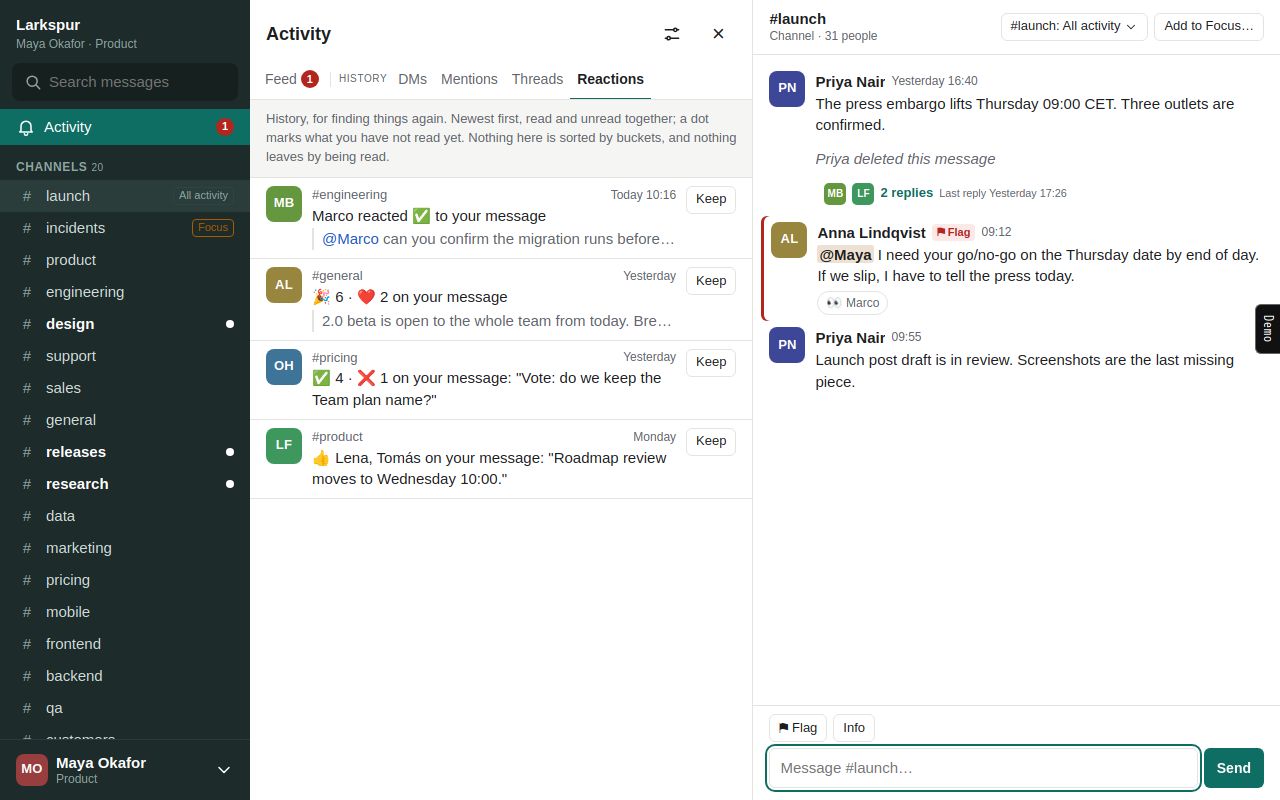 Larkspur
Maya Okafor · Product
Search messages
Activity
1
CHANNELS 20
# launch All activity
# incidents Focus
# product
# engineering
# design
# support
# sales
# general
# releases
# research
# data
# marketing
# pricing
# mobile
# frontend
# backend
# qa
# customers
MO
Maya Okafor
Product
Activity
Feed 1 HISTORY DMs Mentions Threads Reactions
History, for finding things again. Newest first, read and unread together; a dot
marks what you have not read yet. Nothing here is sorted by buckets, and nothing
leaves by being read.
MB
#engineering Today 10:16
Keep
Marco reacted ✅ to your message
@Marco can you confirm the migration runs before…
AL
#general Yesterday
Keep
🎉 6 · ❤️ 2 on your message
2.0 beta is open to the whole team from today. Bre…
OH
#pricing Yesterday
Keep
✅ 4 · ❌ 1 on your message: "Vote: do we keep the
Team plan name?"
LF
#product Monday
Keep
👍 Lena, Tomás on your message: "Roadmap review
moves to Wednesday 10:00."
#launch
Channel · 31 people
#launch: All activity
Add to Focus…
PN
Priya Nair Yesterday 16:40
The press embargo lifts Thursday 09:00 CET. Three outlets are
confirmed.
Priya deleted this message
MB LF 2 replies Last reply Yesterday 17:26
AL
Anna Lindqvist Flag 09:12
@Maya I need your go/no-go on the Thursday date by end of day.
If we slip, I have to tell the press today.
👀 Marco
PN
Priya Nair 09:55
Launch post draft is in review. Screenshots are the last missing
piece.
Demo
Flag
Info
Message #launch…
Send